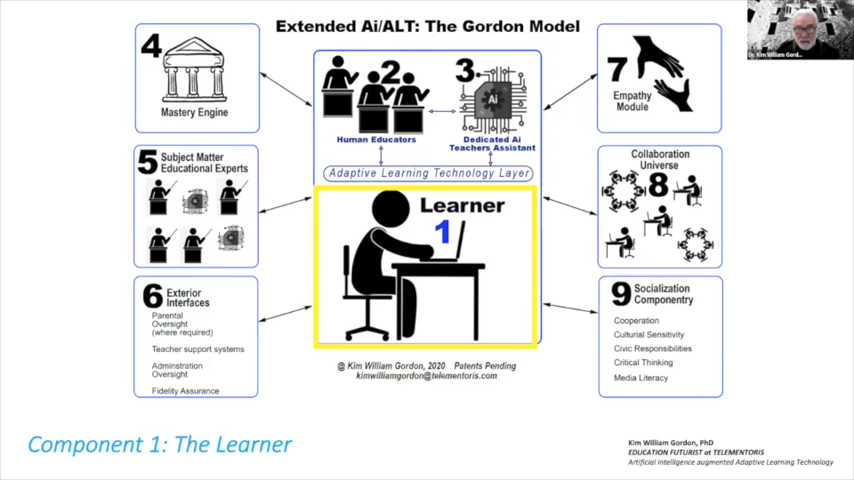 Extended Ai/ALT: The Gordon Model
4
Mastery Engine
2
Human Educators
3.
Ai
Dedicated Ai
Teachers Assistant
Adaptive Learning Technology Layer
7
Empathy
Module
Dr. Kim William Gord...
5
Subject Matter
Educational Experts
Learner
1
Collaboration
Universe
8
6
Exterior
Interfaces
Parental
Oversight
(where required)
Teacher support systems
Adminstration
Oversight
Fidelity Assurance
9
Socialization
Componentry
Cooperation
Culturial Sensitivity
Civic Responsibilities
Critical Thinking
Media Literacy
@ Kim William Gordon, 2020 Patents Pending
kimwilliamgordon@telementoris.com
Component 1: The Learner
Kim William Gordon, PhD
EDUCATION FUTURIST at TELEMENTORIS
Artificial Intelligence augmented Adaptive Learning Technology